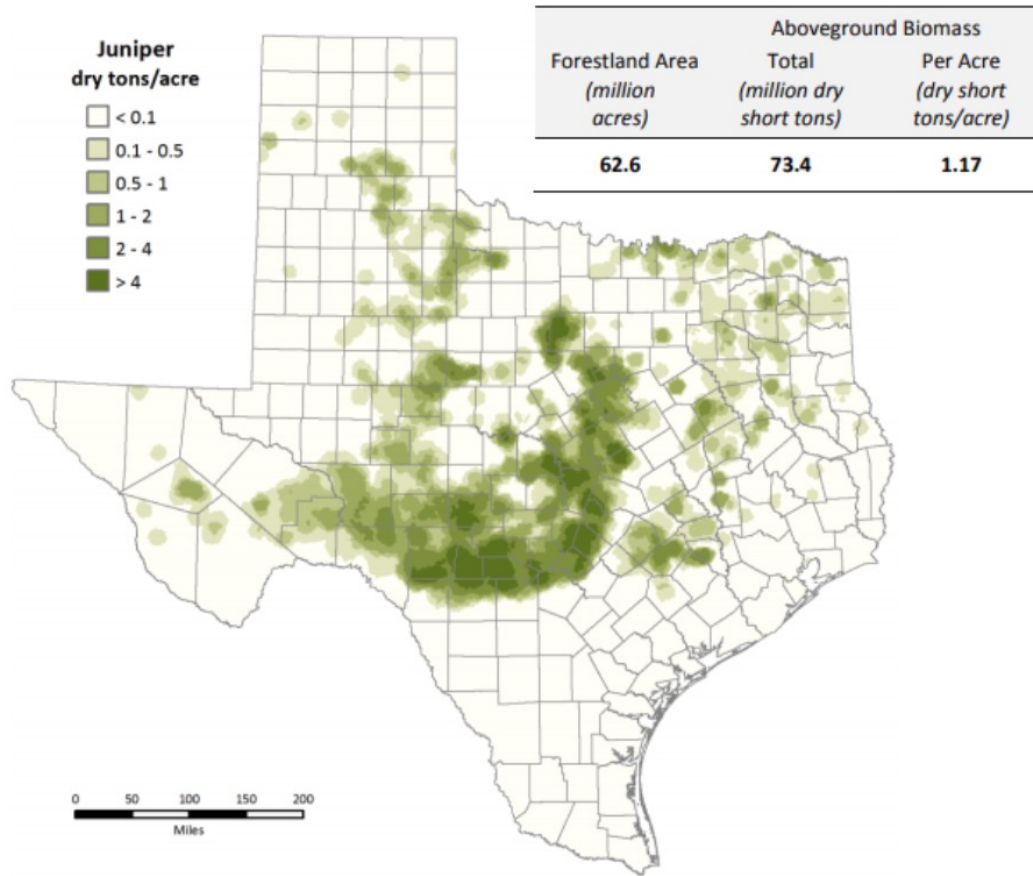 Juniper
dry tons/acre
< 0.1
0.1 - 0.5
0.5 - 1
1 - 2
2 - 4
> 4
Aboveground Biomass
Forestland Area Total Per Acre
(million (million dry (dry short
acres) short tons) tons/acre)
62.6 73.4 1.17
0 50 100 150 200
Miles